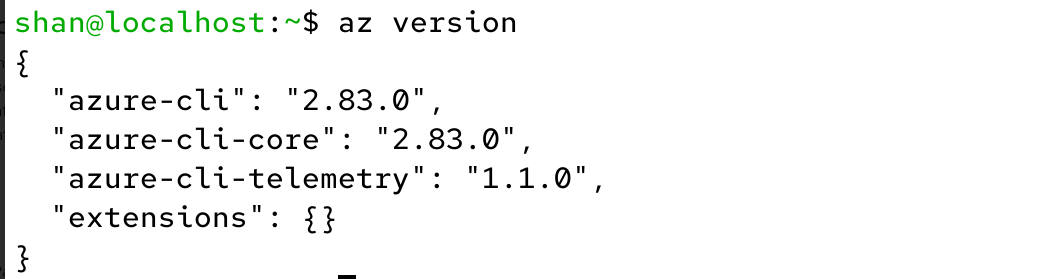 shan@localhost:~$ az version
{
  "azure-cli": "2.83.0",
  "azure-cli-core": "2.83.0",
  "azure-cli-telemetry": "1.1.0",
  "extensions": {}
}